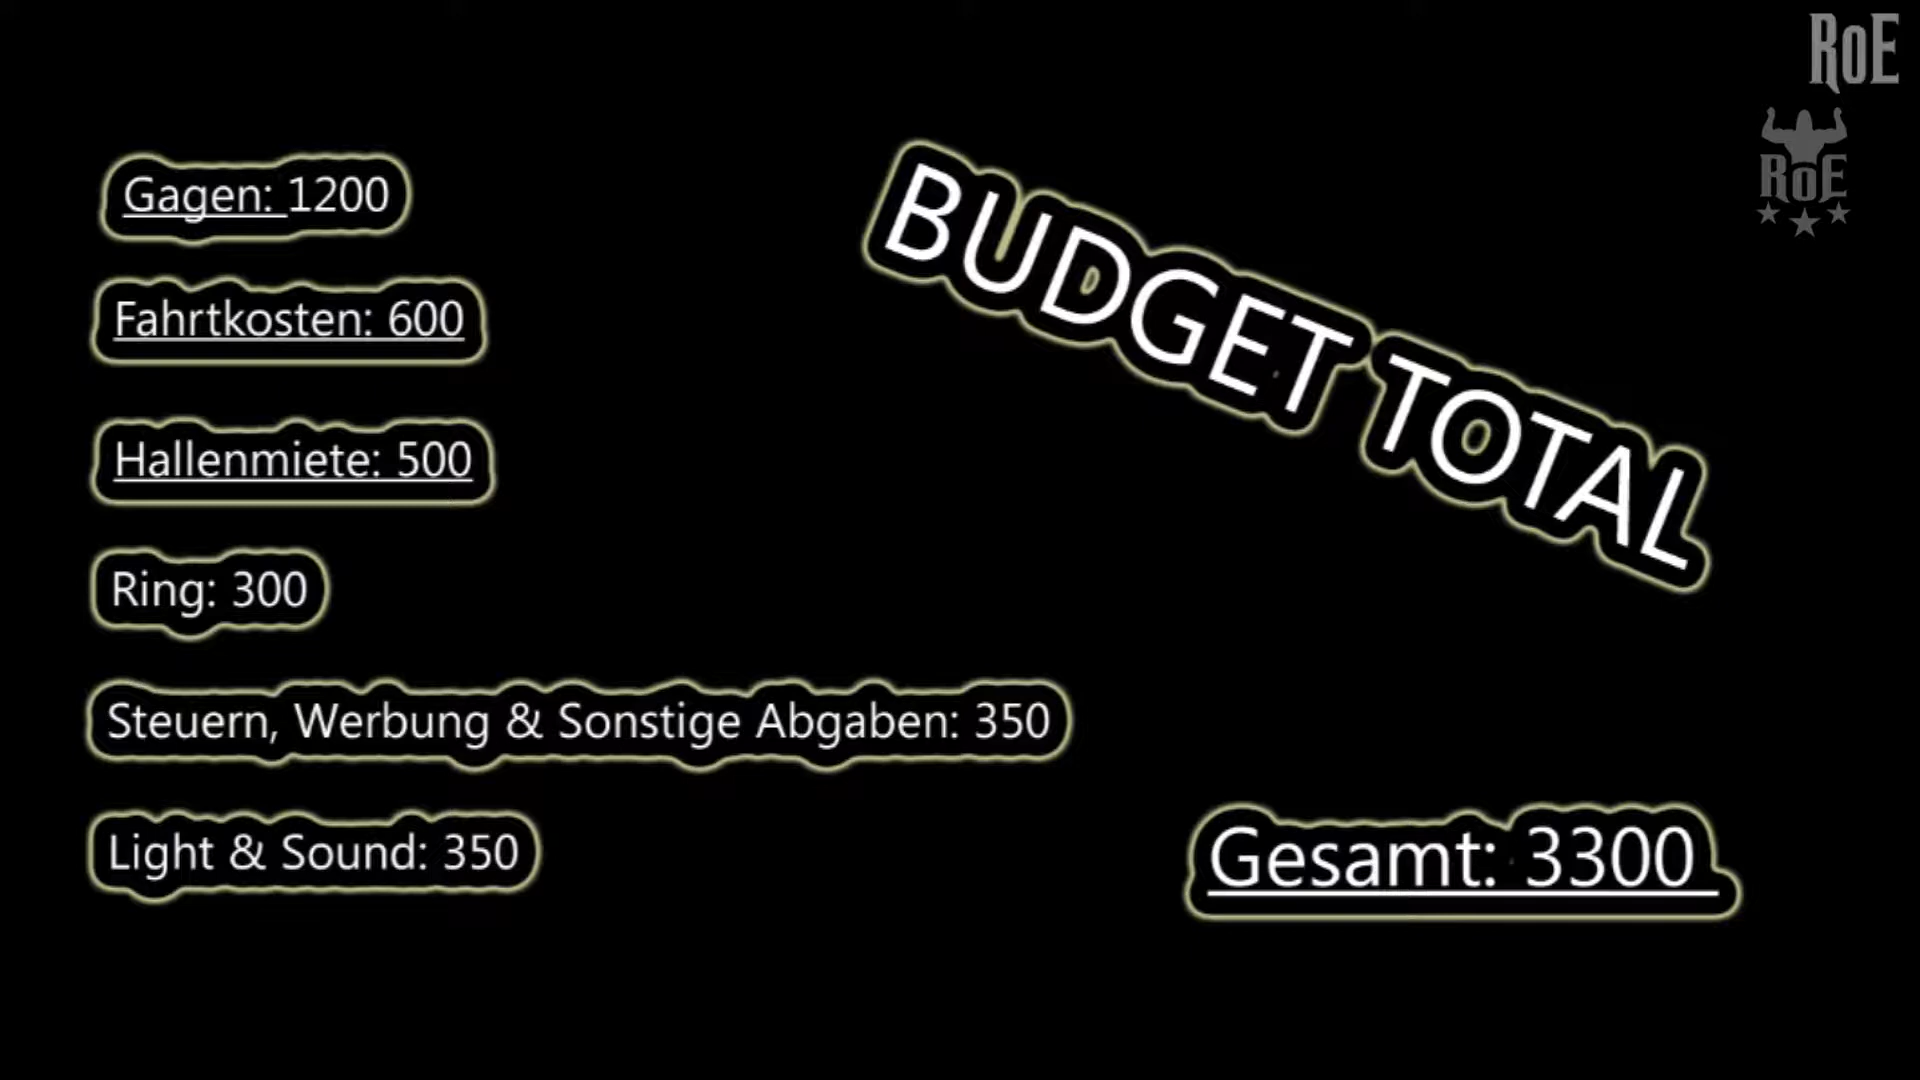 RoE
RoE
BUDGET TOTAL
Gagen: 1200
Fahrtkosten: 600
Hallenmiete: 500
Ring: 300
Steuern, Werbung & Sonstige Abgaben: 350
Light & Sound: 350
Gesamt: 3300